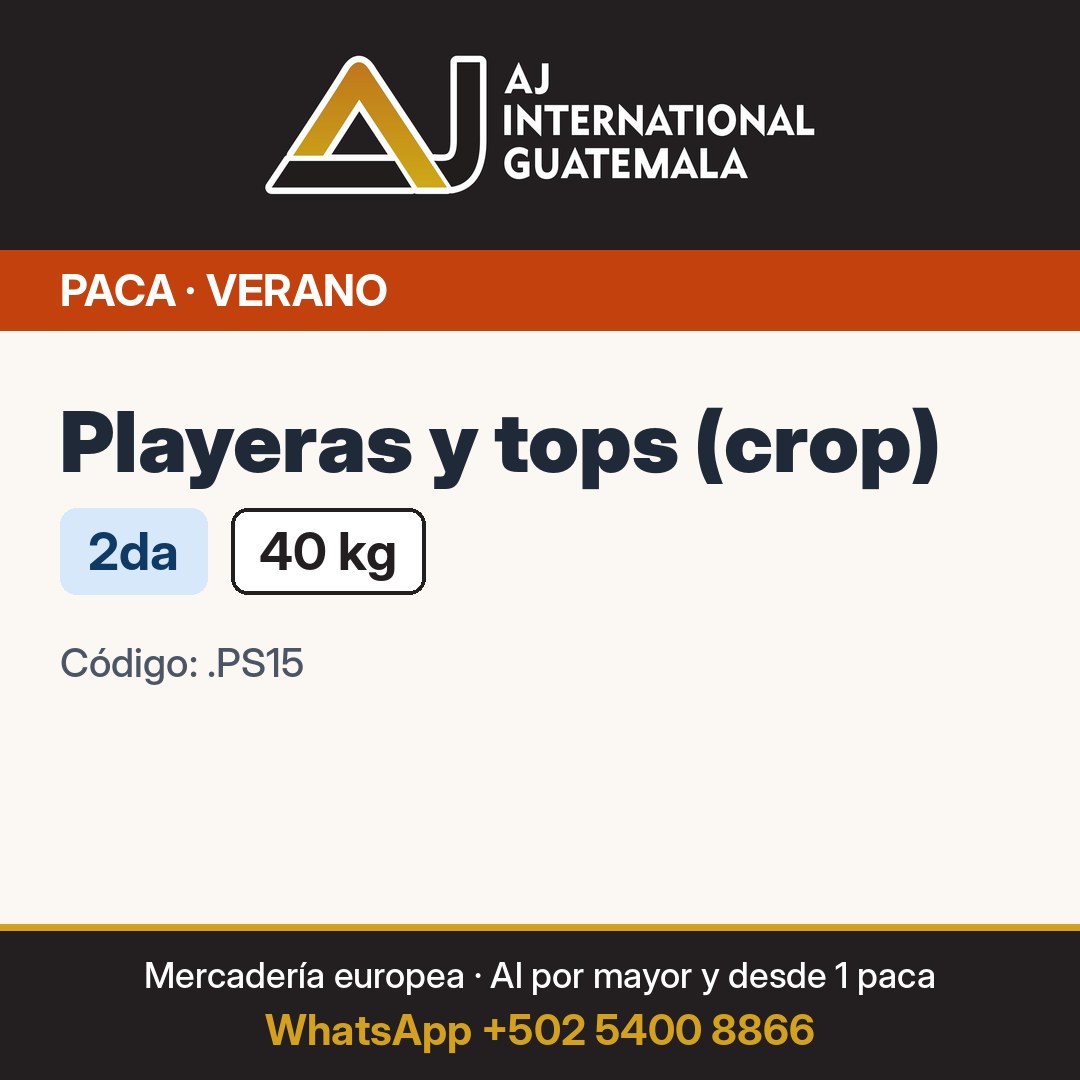 AJ
INTERNATIONAL
GUATEMALA
PACA · VERANO
Playeras y tops (crop)
2da 40 kg
Código: .PS15
Mercadería europea · Al por mayor y desde 1 paca
WhatsApp +502 5400 8866